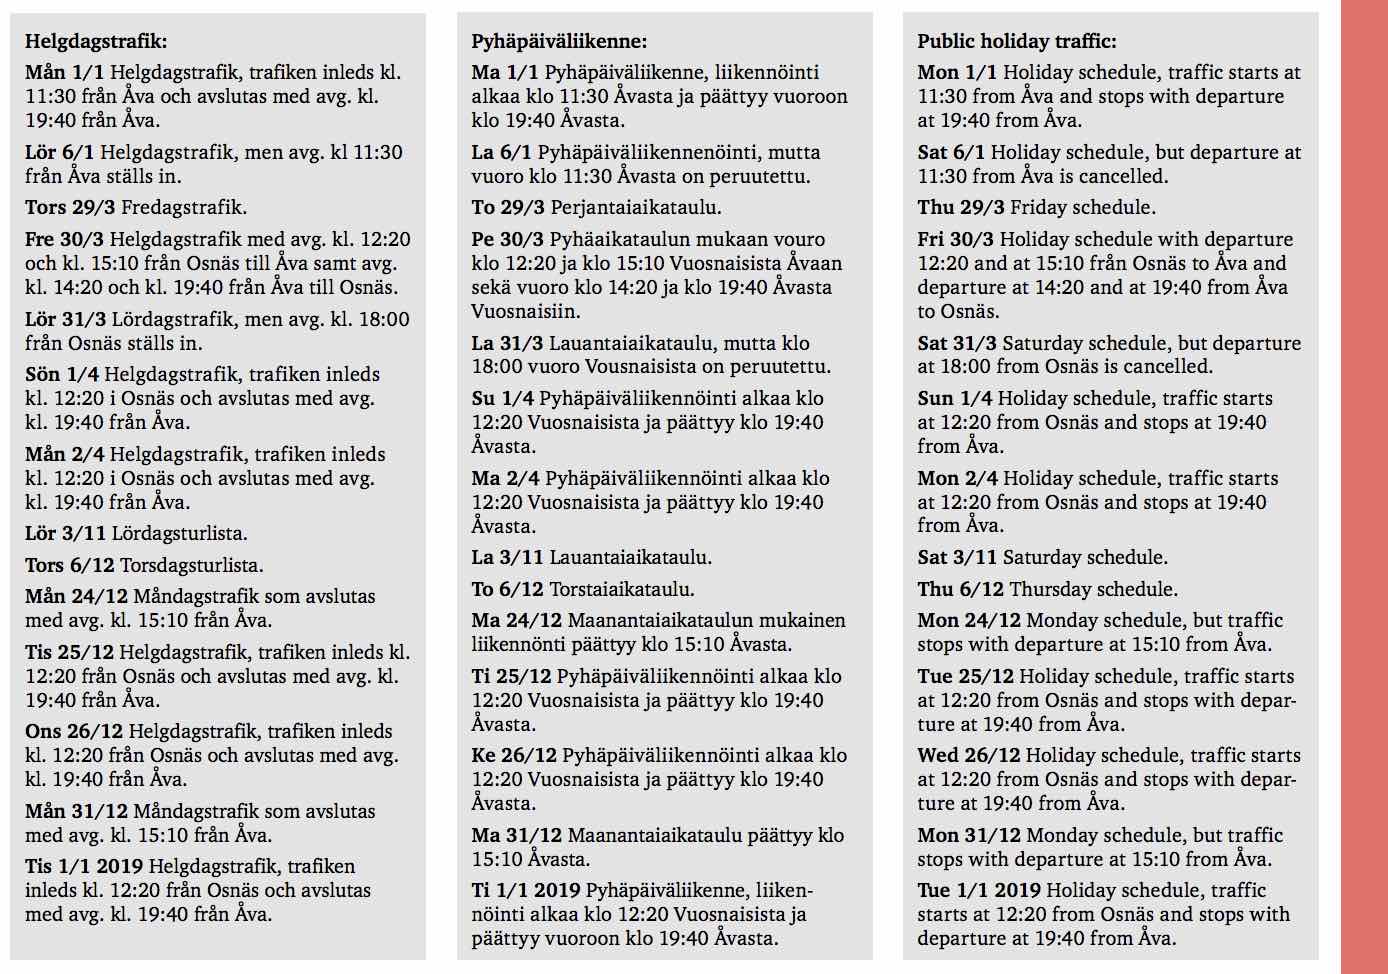 Helgdagstrafik:
Mån 1/1 Helgdagstrafik, trafiken inleds kl.
11:30 från Åva och avslutas med avg. kl.
19:40 från Åva.
Lör 6/1 Helgdagstrafik, men avg. kl 11:30
från Åva ställs in.
Tors 29/3 Fredagstrafik.
Fre 30/3 Helgdagstrafik med avg. kl. 12:20
och kl. 15:10 från Osnäs till Åva samt avg.
kl. 14:20 och kl. 19:40 från Åva till Osnäs.
Lör 31/3 Lördagstrafik, men avg. kl. 18:00
från Osnäs ställs in.
Sön 1/4 Helgdagstrafik, trafiken inleds
kl. 12:20 i Osnäs och avslutas med avg.
kl. 19:40 från Åva.
Mån 2/4 Helgdagstrafik, trafiken inleds
kl. 12:20 i Osnäs och avslutas med avg.
kl. 19:40 från Åva.
Lör 3/11 Lördagsturlista.
Tors 6/12 Torsdagsturlista.
Mån 24/12 Måndagstrafik som avslutas
med avg. kl. 15:10 från Åva.
Tis 25/12 Helgdagstrafik, trafiken inleds kl.
12:20 från Osnäs och avslutas med avg. kl.
19:40 från Åva.
Ons 26/12 Helgdagstrafik, trafiken inleds
kl. 12:20 från Osnäs och avslutas med avg.
kl. 19:40 från Åva.
Mån 31/12 Måndagstrafik som avslutas
med avg. kl. 15:10 från Åva.
Tis 1/1 2019 Helgdagstrafik, trafiken
inleds kl. 12:20 från Osnäs och avslutas
med avg. kl. 19:40 från Åva.
Pyhäpäiväliikenne:
Ma 1/1 Pyhäpäiväliikenne, liikennöinti
alkaa klo 11:30 Åvasta ja päättyy vuoroon
klo 19:40 Åvasta.
La 6/1 Pyhäpäiväliikennenöinti, mutta
vuoro klo 11:30 Åvasta on peruutettu.
To 29/3 Perjantaiaikataulu.
Pe 30/3 Pyhäaikataulun mukaan vouro
klo 12:20 ja klo 15:10 Vuosnaisista Åvaan
sekä vuoro klo 14:20 ja klo 19:40 Åvasta
Vuosnaisiin.
La 31/3 Lauantaiaikataulu, mutta klo
18:00 vuoro Vousnaisista on peruutettu.
Su 1/4 Pyhäpäiväliikennöinti alkaa klo
12:20 Vuosnaisista ja päättyy klo 19:40
Åvasta.
Ma 2/4 Pyhäpäiväliikennöinti alkaa klo
12:20 Vuosnaisista ja päättyy klo 19:40
Åvasta.
La 3/11 Lauantaiaikataulu.
To 6/12 Torstaiaikataulu.
Ma 24/12 Maanantaiaikataulun mukainen
liikennönti päättyy klo 15:10 Åvasta.
Ti 25/12 Pyhäpäiväliikennöinti alkaa klo
12:20 Vuosnaisista ja päättyy klo 19:40
Åvasta.
Ke 26/12 Pyhäpäiväliikennöinti alkaa klo
12:20 Vuosnaisista ja päättyy klo 19:40
Åvasta.
Ma 31/12 Maanantaiaikataulu päättyy klo
15:10 Åvasta.
Ti 1/1 2019 Pyhäpäiväliikenne, liiken-
nöinti alkaa klo 12:20 Vuosnaisista ja
päättyy vuoroon klo 19:40 Åvasta.
Public holiday traffic:
Mon 1/1 Holiday schedule, traffic starts at
11:30 from Åva and stops with departure
at 19:40 from Åva.
Sat 6/1 Holiday schedule, but departure at
11:30 from Åva is cancelled.
Thu 29/3 Friday schedule.
Fri 30/3 Holiday schedule with departure
12:20 and at 15:10 från Osnäs to Åva and
departure at 14:20 and at 19:40 from Åva
to Osnäs.
Sat 31/3 Saturday schedule, but departure
at 18:00 from Osnäs is cancelled.
Sun 1/4 Holiday schedule, traffic starts
at 12:20 from Osnäs and stops at 19:40
from Åva.
Mon 2/4 Holiday schedule, traffic starts
at 12:20 from Osnäs and stops at 19:40
from Åva.
Sat 3/11 Saturday schedule.
Thu 6/12 Thursday schedule.
Mon 24/12 Monday schedule, but traffic
stops with departure at 15:10 from Åva.
Tue 25/12 Holiday schedule, traffic starts
at 12:20 from Osnäs and stops with depar-
ture at 19:40 from Åva.
Wed 26/12 Holiday schedule, traffic starts
at 12:20 from Osnäs and stops with depar-
ture at 19:40 from Åva.
Mon 31/12 Monday schedule, but traffic
stops with departure at 15:10 from Åva.
Tue 1/1 2019 Holiday schedule, traffic
starts at 12:20 from Osnäs and stops with
departure at 19:40 from Åva.